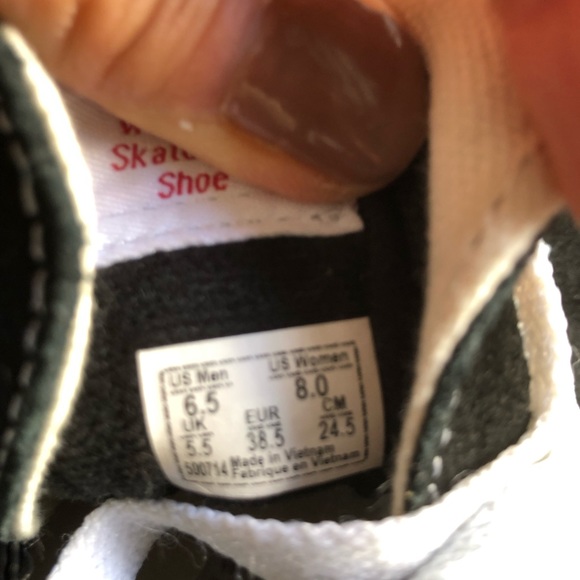 Skate
Shoe
US Men US Women
6.5 8.0
UK EUR CM
5.5 38.5 24.5
500714 Made in Vietnam
Fabriqué en Vietnam